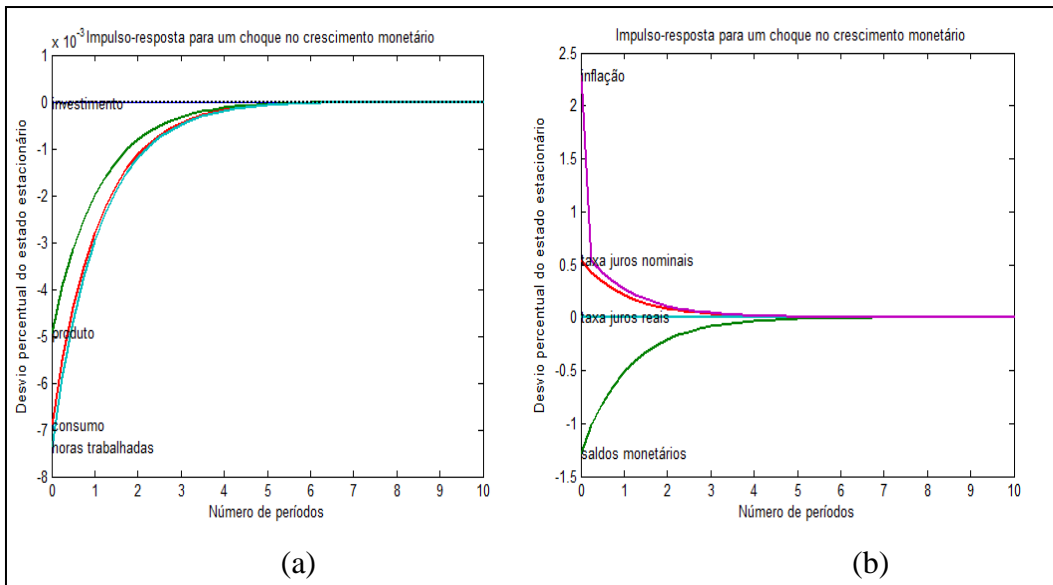 × 10⁻³
Impulso-resposta para um choque no crescimento monetário
Desvio percentual do estado estacionário
1
0
-1
-2
-3
-4
-5
-6
-7
-8
investimento
produto
consumo
horas trabalhadas
0 1 2 3 4 5 6 7 8 9 10
Número de períodos
(a)
Impulso-resposta para um choque no crescimento monetário
Desvio percentual do estado estacionário
2.5
2
1.5
1
0.5
0
-0.5
-1
-1.5
inflação
taxa juros nominais
taxa juros reais
saldos monetários
0 1 2 3 4 5 6 7 8 9 10
Número de períodos
(b)